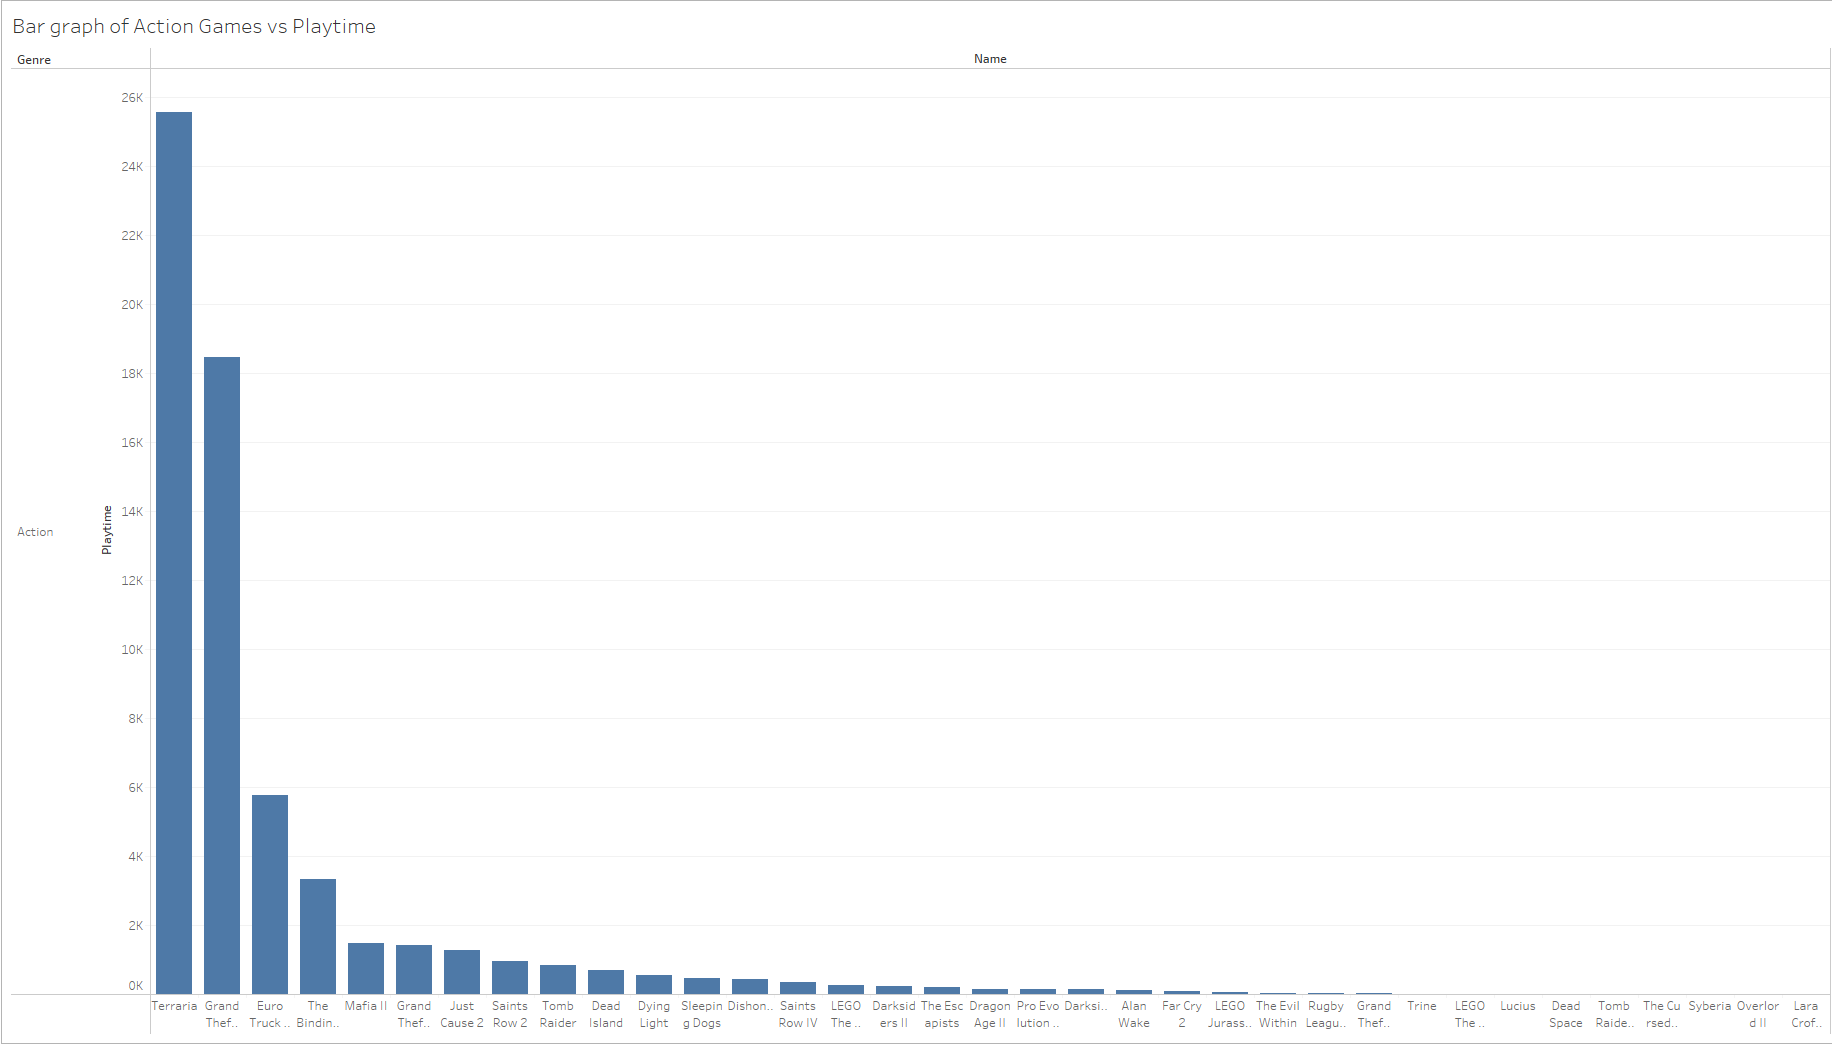 Bar graph of Action Games vs Playtime
Genre
Name
26K
24K
22K
20K
18K
16K
14K
12K
10K
8K
6K
4K
2K
0K
Playtime
Action
Terraria
Grand
Thef..
Euro
Truck ..
The
Bindin..
Mafia II
Grand
Thef..
Just
Cause 2
Saints
Row 2
Tomb
Raider
Dead
Island
Dying
Light
Sleepin
g Dogs
Dishon..
Saints
Row IV
LEGO
The ..
Darksid
ers II
The Esc
apists
Dragon
Age II
Pro Evo
lution ..
Darksi..
Alan
Wake
Far Cry
2
LEGO
Jurass..
The Evil
Within
Rugby
Leagu..
Grand
Thef..
Trine
LEGO
The ..
Lucius
Dead
Space
Tomb
Raide..
The Cu
rsed..
Syberia
Overlor
d II
Lara
Crof..